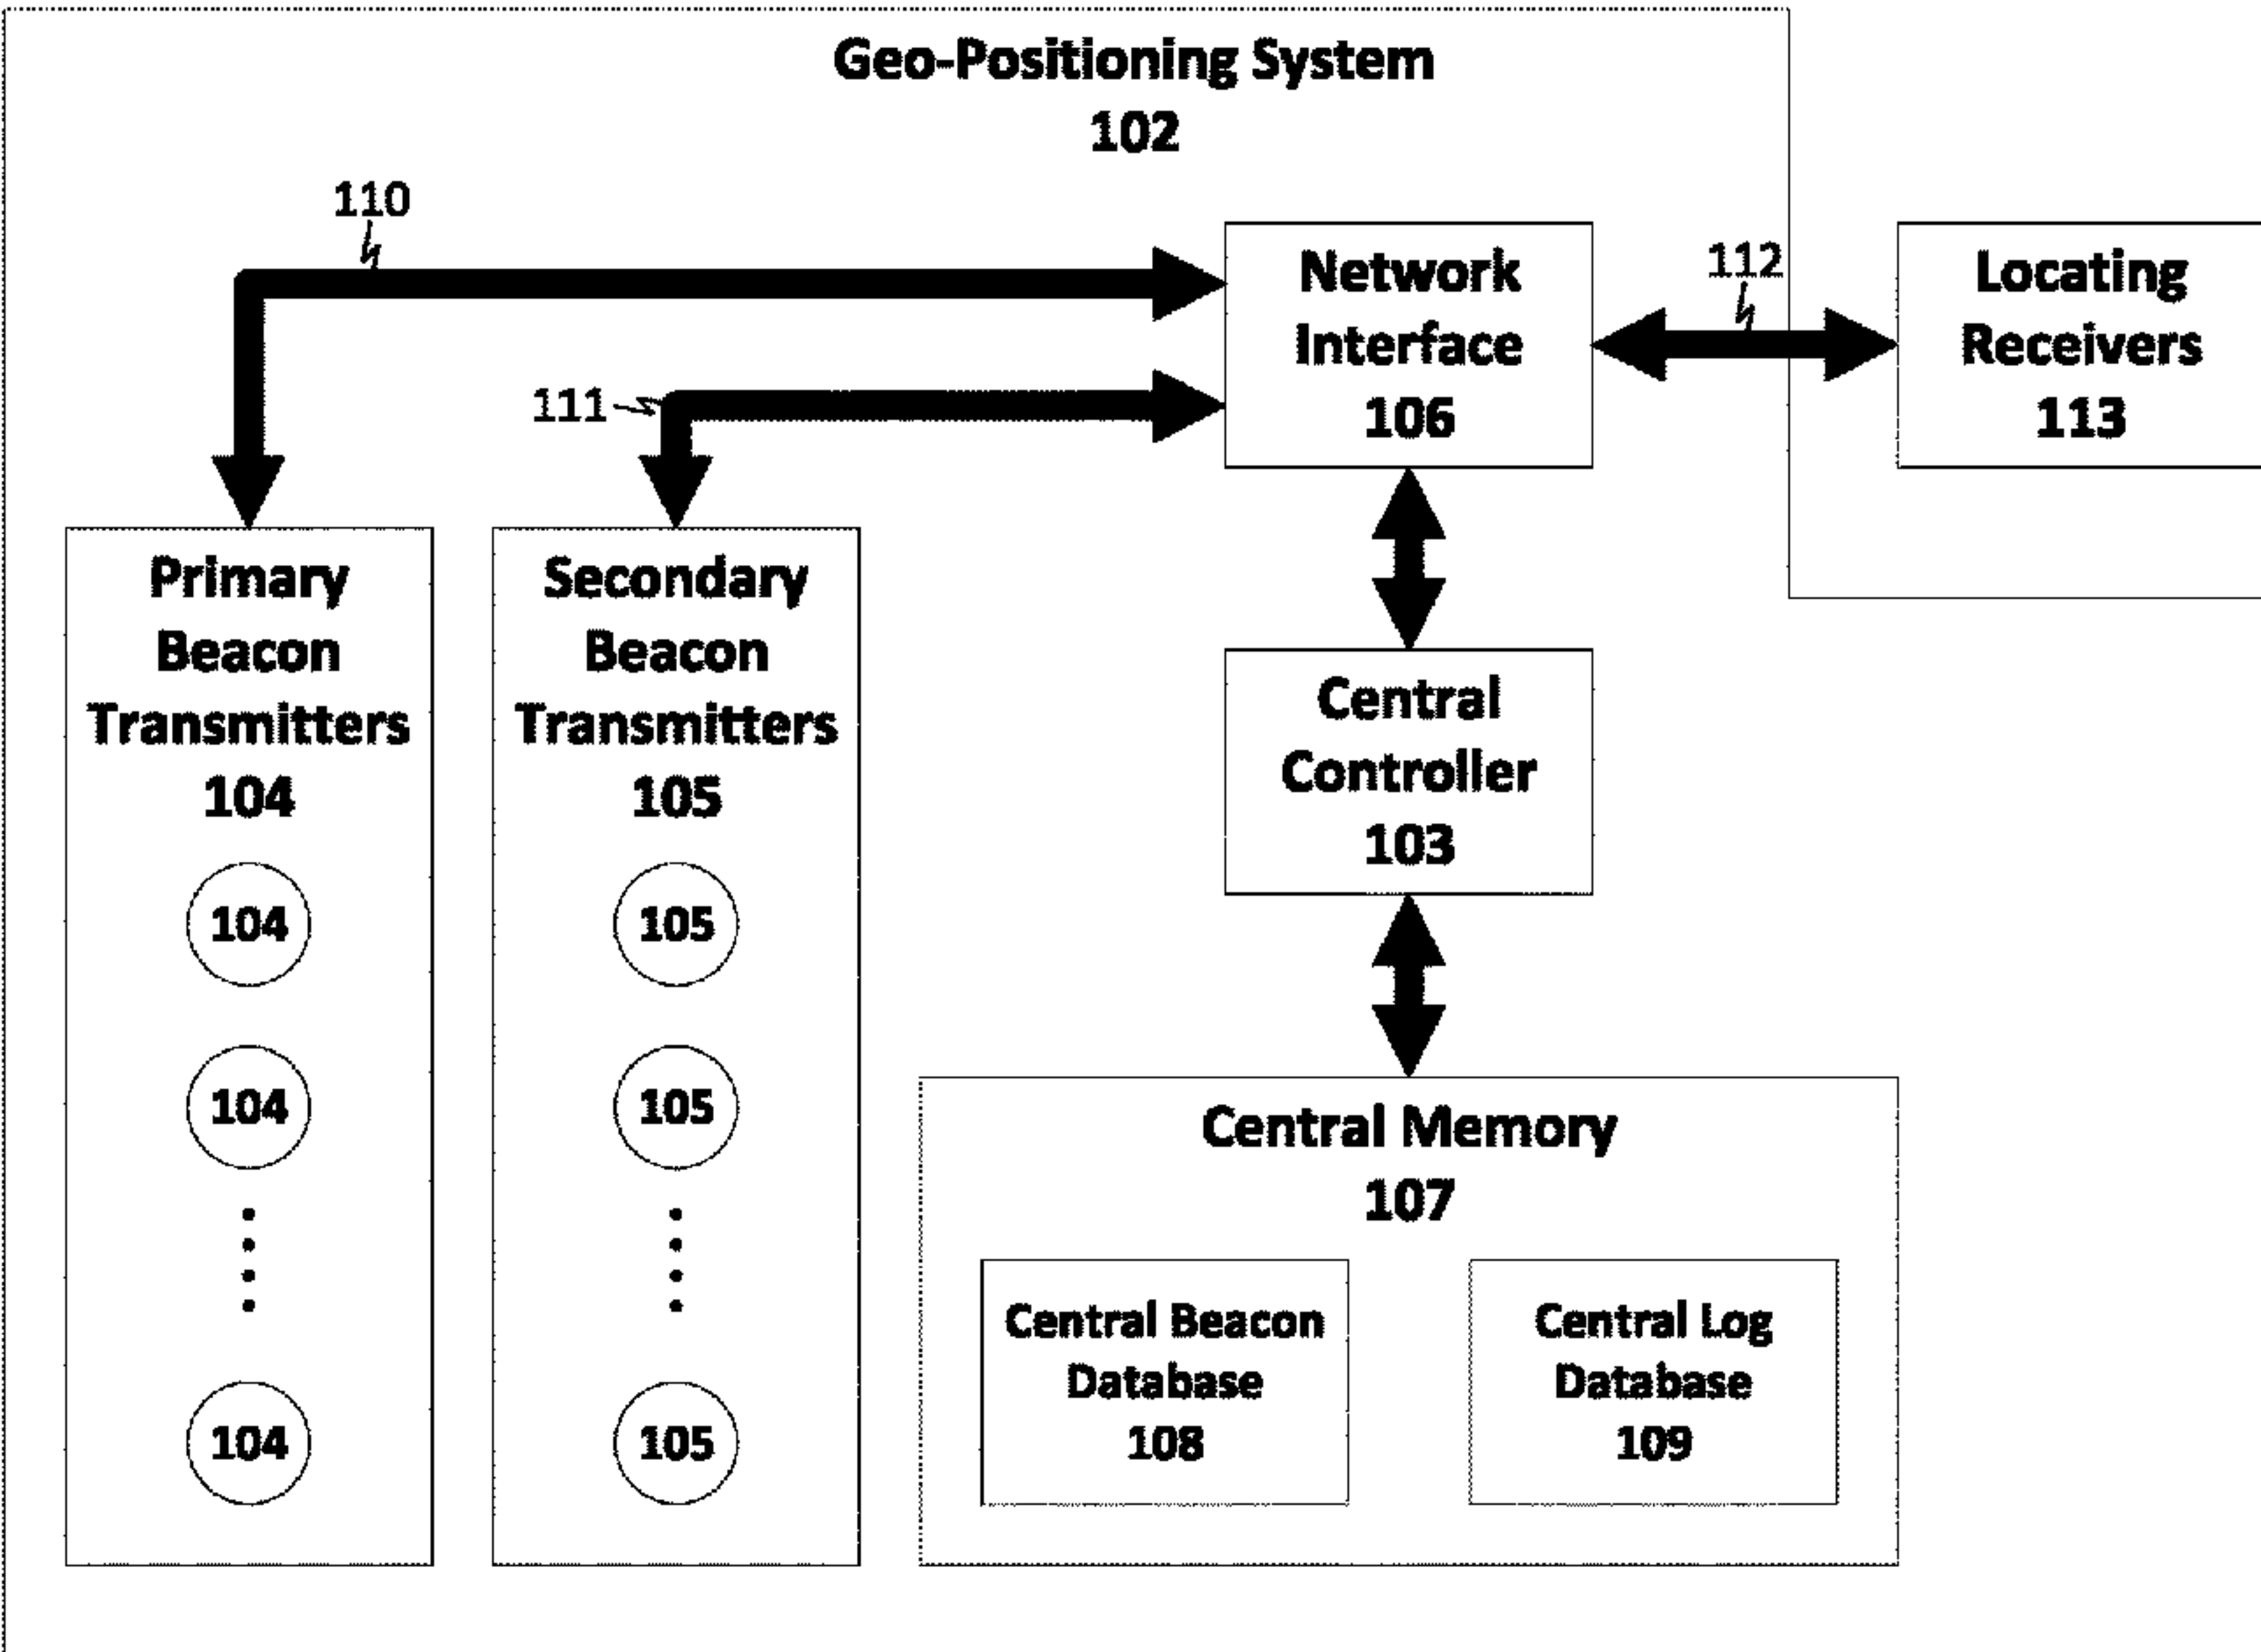 Geo-Positioning System
102
110
111
112
Network
Interface
106
Locating
Receivers
113
Primary
Beacon
Transmitters
104
104
104
104
Secondary
Beacon
Transmitters
105
105
105
105
Central
Controller
103
Central Memory
107
Central Beacon
Database
108
Central Log
Database
109